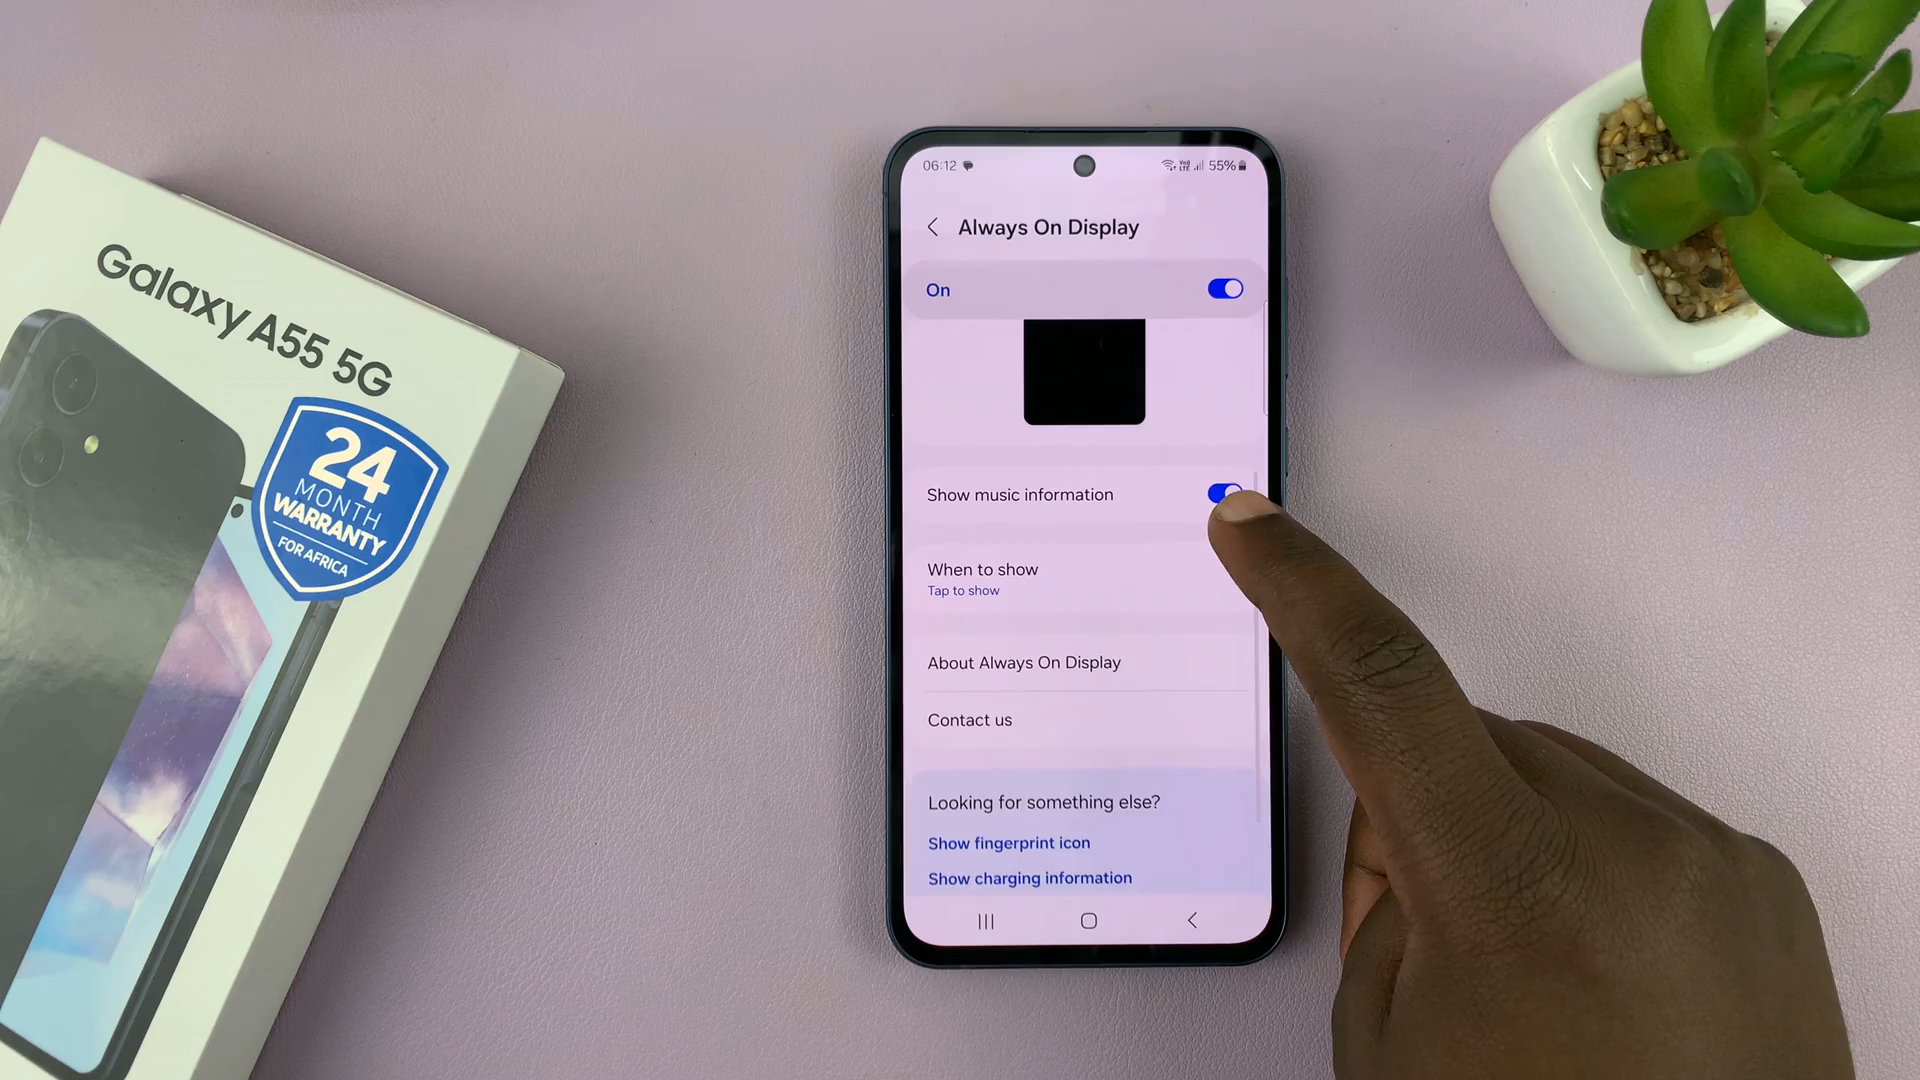 Galaxy A55 5G
24
MONTH
WARRANTY
FOR AFRICA
06:12
55%
Always On Display
On
Show music information
When to show
Tap to show
About Always On Display
Contact us
Looking for something else?
Show fingerprint icon
Show charging information